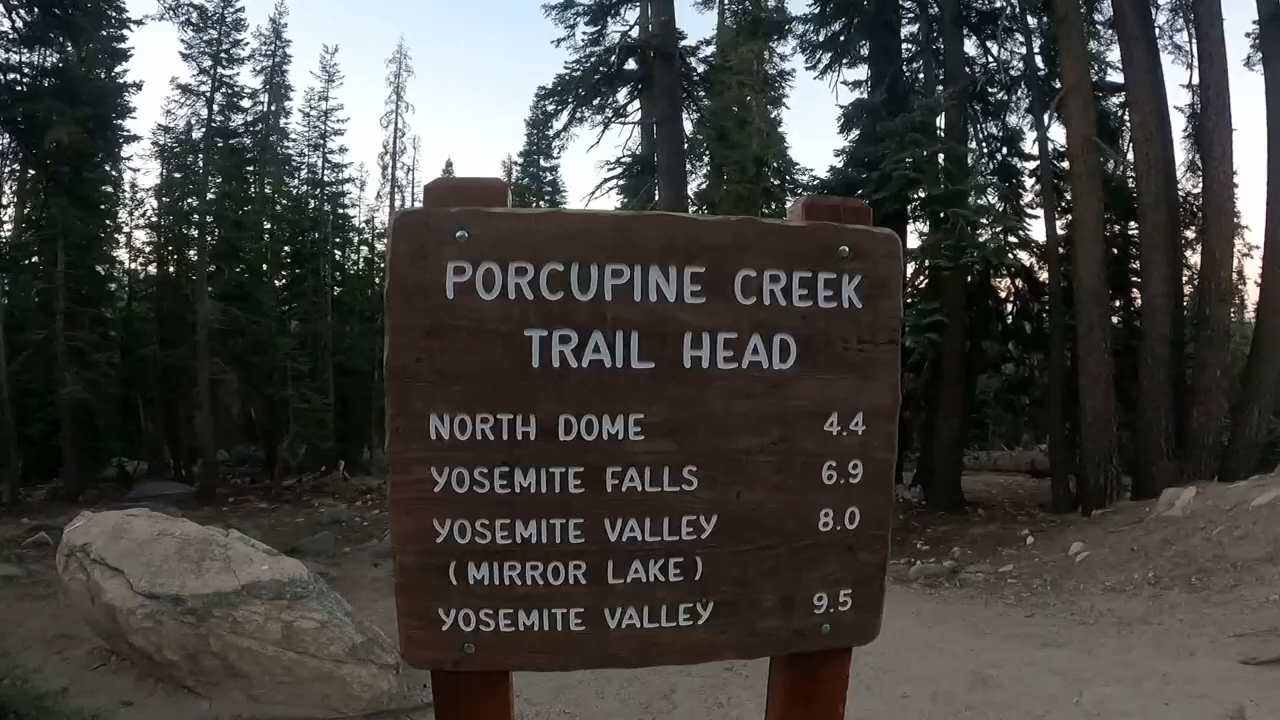 PORCUPINE CREEK
TRAIL HEAD
NORTH DOME 4.4
YOSEMITE FALLS 6.9
YOSEMITE VALLEY 8.0
(MIRROR LAKE)
YOSEMITE VALLEY 9.5